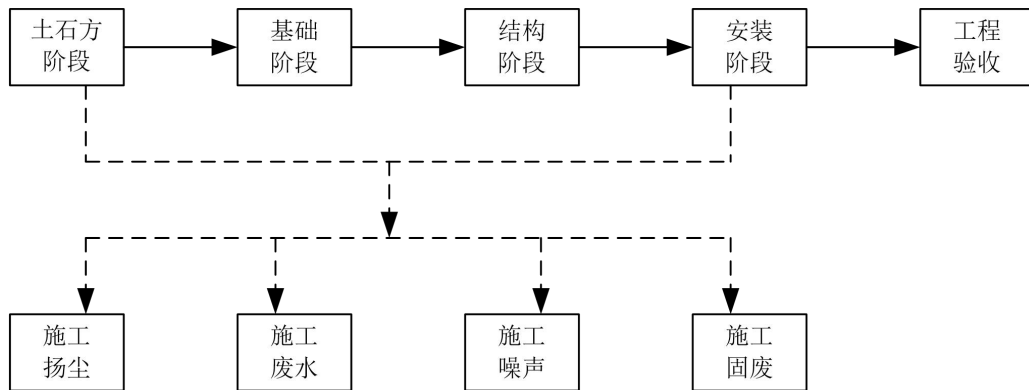 土石方
阶段
基础
阶段
结构
阶段
安装
阶段
工程
验收
施工
扬尘
施工
废水
施工
噪声
施工
固废